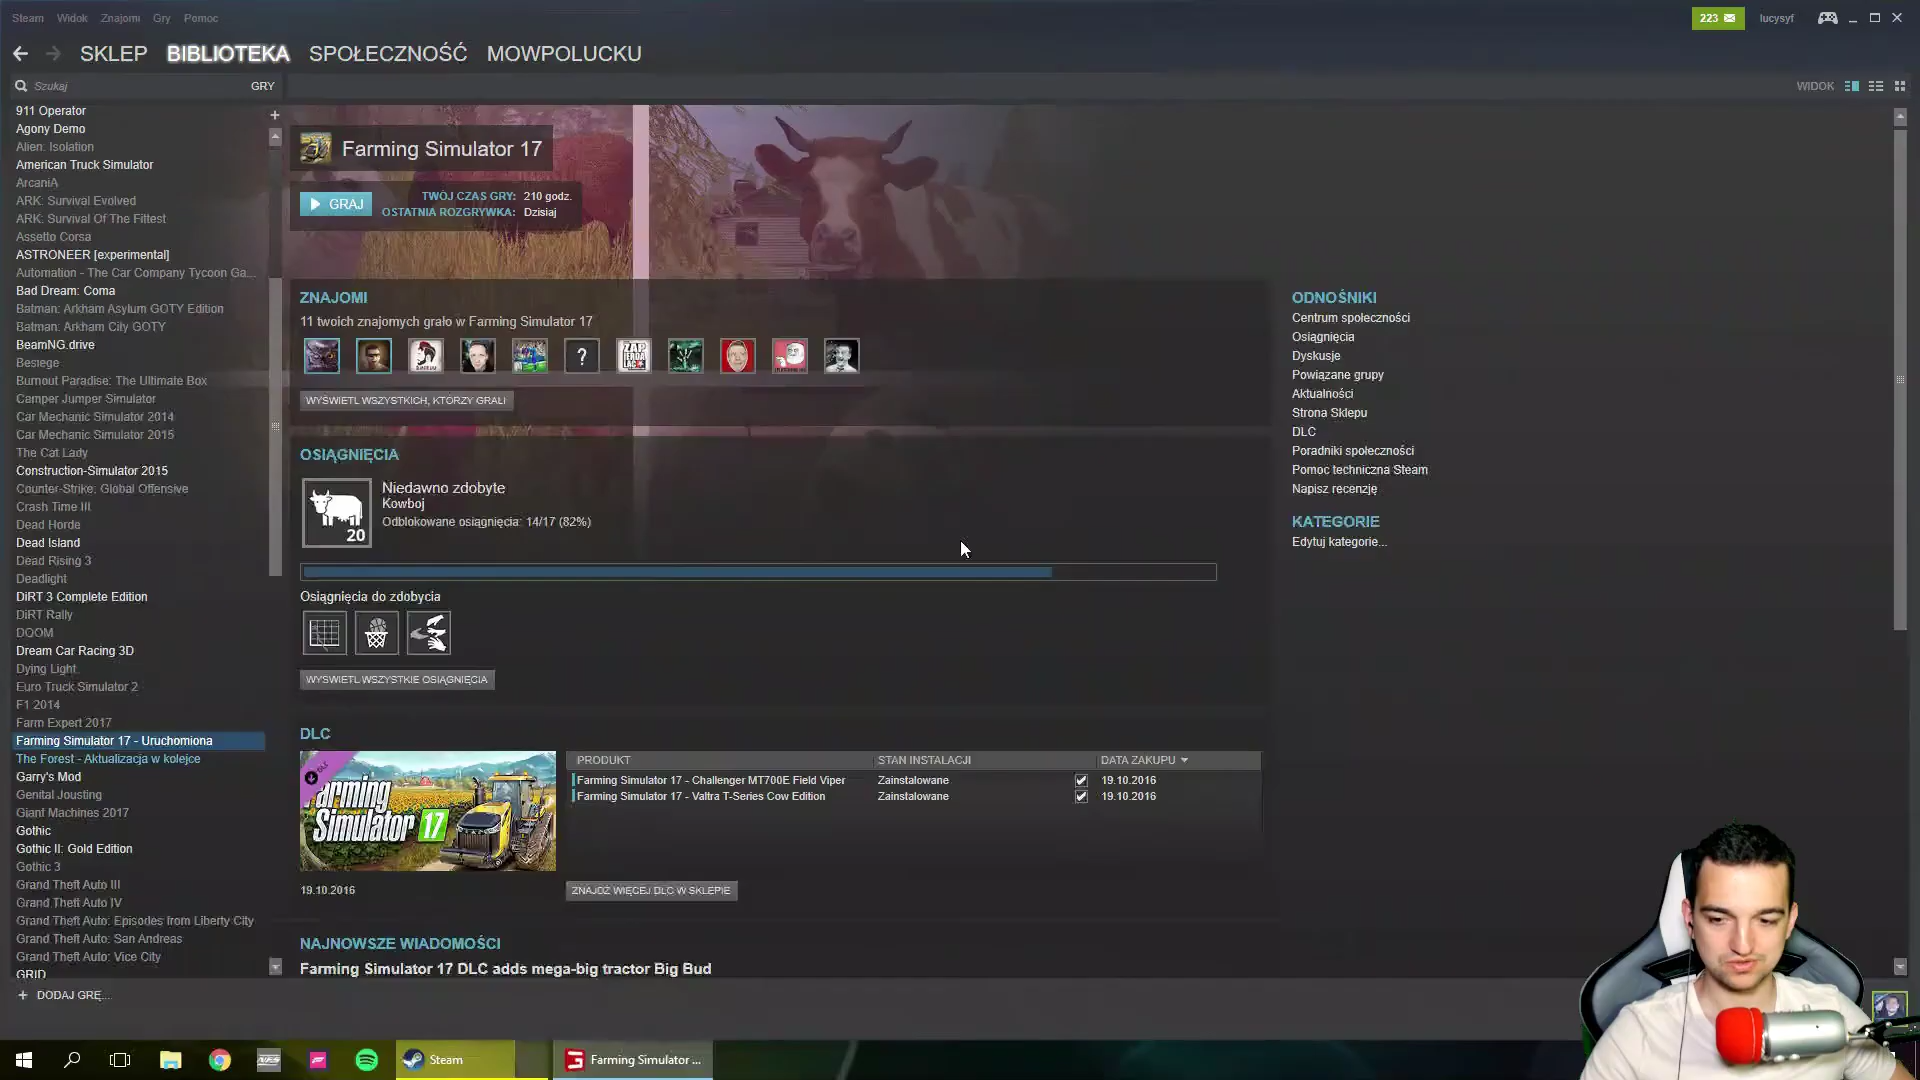 Steam Widok Znajomi Gry Pomoc
223 lucysyf
SKLEP BIBLIOTEKA SPOŁECZNOŚĆ MOWPOLUCKU
Szukaj GRY WIDOK
911 Operator
Agony Demo
Alien: Isolation
American Truck Simulator
ArcaniA
ARK: Survival Evolved
ARK: Survival Of The Fittest
Assetto Corsa
ASTRONEER [experimental]
Automation - The Car Company Tycoon Ga...
Bad Dream: Coma
Batman: Arkham Asylum GOTY Edition
Batman: Arkham City GOTY
BeamNG.drive
Besiege
Burnout Paradise: The Ultimate Box
Camper Jumper Simulator
Car Mechanic Simulator 2014
Car Mechanic Simulator 2015
The Cat Lady
Construction-Simulator 2015
Counter-Strike: Global Offensive
Crash Time III
Dead Horde
Dead Island
Dead Rising 3
Deadlight
DiRT 3 Complete Edition
DiRT Rally
DOOM
Dream Car Racing 3D
Dying Light
Euro Truck Simulator 2
F1 2014
Farm Expert 2017
Farming Simulator 17 - Uruchomiona
The Forest - Aktualizacja w kolejce
Garry's Mod
Genital Jousting
Giant Machines 2017
Gothic
Gothic II: Gold Edition
Gothic 3
Grand Theft Auto III
Grand Theft Auto IV
Grand Theft Auto: Episodes from Liberty City
Grand Theft Auto: San Andreas
Grand Theft Auto: Vice City
GRID
DODAJ GRĘ...
Farming Simulator 17
GRAJ
TWÓJ CZAS GRY: 210 godz.
OSTATNIA ROZGRYWKA: Dzisiaj
ZNAJOMI
11 twoich znajomych grało w Farming Simulator 17
?
WYŚWIETL WSZYSTKICH, KTÓRZY GRALI
OSIĄGNIĘCIA
Niedawno zdobyte
Kowboj
Odblokowane osiągnięcia: 14/17 (82%)
20
Osiągnięcia do zdobycia
WYŚWIETL WSZYSTKIE OSIĄGNIĘCIA
DLC
DLC
Farming
Simulator 17
19.10.2016
PRODUKT STAN INSTALACJI DATA ZAKUPU
Farming Simulator 17 - Challenger MT700E Field Viper Zainstalowane 19.10.2016
Farming Simulator 17 - Valtra T-Series Cow Edition Zainstalowane 19.10.2016
ZNAJDŹ WIĘCEJ DLC W SKLEPIE
NAJNOWSZE WIADOMOŚCI
Farming Simulator 17 DLC adds mega-big tractor Big Bud
ODNOŚNIKI
Centrum społeczności
Osiągnięcia
Dyskusje
Powiązane grupy
Aktualności
Strona Sklepu
DLC
Poradniki społeczności
Pomoc techniczna Steam
Napisz recenzję
KATEGORIE
Edytuj kategorie...
Steam
Farming Simulator ...